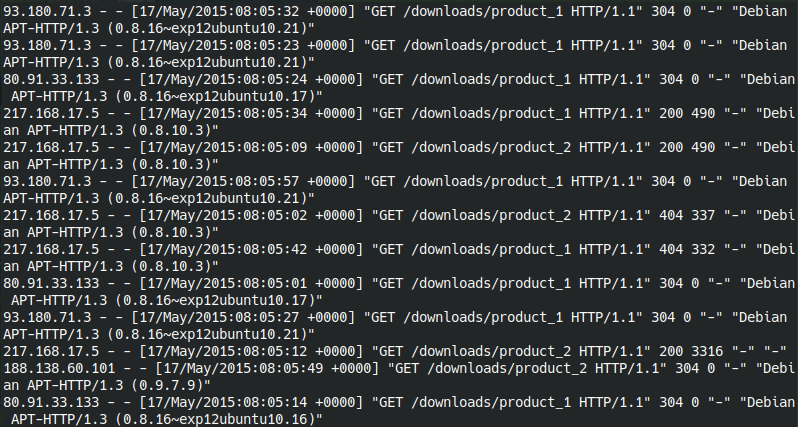 93.180.71.3 - - [17/May/2015:08:05:32 +0000] "GET /downloads/product_1 HTTP/1.1" 304 0 "-" "Debian
APT-HTTP/1.3 (0.8.16~exp12ubuntu10.21)"
93.180.71.3 - - [17/May/2015:08:05:23 +0000] "GET /downloads/product_1 HTTP/1.1" 304 0 "-" "Debian
APT-HTTP/1.3 (0.8.16~exp12ubuntu10.21)"
80.91.33.133 - - [17/May/2015:08:05:24 +0000] "GET /downloads/product_1 HTTP/1.1" 304 0 "-" "Debian
 APT-HTTP/1.3 (0.8.16~exp12ubuntu10.17)"
217.168.17.5 - - [17/May/2015:08:05:34 +0000] "GET /downloads/product_1 HTTP/1.1" 200 490 "-" "Debi
an APT-HTTP/1.3 (0.8.10.3)"
217.168.17.5 - - [17/May/2015:08:05:09 +0000] "GET /downloads/product_2 HTTP/1.1" 200 490 "-" "Debi
an APT-HTTP/1.3 (0.8.10.3)"
93.180.71.3 - - [17/May/2015:08:05:57 +0000] "GET /downloads/product_1 HTTP/1.1" 304 0 "-" "Debian
APT-HTTP/1.3 (0.8.16~exp12ubuntu10.21)"
217.168.17.5 - - [17/May/2015:08:05:02 +0000] "GET /downloads/product_2 HTTP/1.1" 404 337 "-" "Debi
an APT-HTTP/1.3 (0.8.10.3)"
217.168.17.5 - - [17/May/2015:08:05:42 +0000] "GET /downloads/product_1 HTTP/1.1" 404 332 "-" "Debi
an APT-HTTP/1.3 (0.8.10.3)"
80.91.33.133 - - [17/May/2015:08:05:01 +0000] "GET /downloads/product_1 HTTP/1.1" 304 0 "-" "Debian
 APT-HTTP/1.3 (0.8.16~exp12ubuntu10.17)"
93.180.71.3 - - [17/May/2015:08:05:27 +0000] "GET /downloads/product_1 HTTP/1.1" 304 0 "-" "Debian
APT-HTTP/1.3 (0.8.16~exp12ubuntu10.21)"
217.168.17.5 - - [17/May/2015:08:05:12 +0000] "GET /downloads/product_2 HTTP/1.1" 200 3316 "-" "-"
188.138.60.101 - - [17/May/2015:08:05:49 +0000] "GET /downloads/product_2 HTTP/1.1" 304 0 "-" "Debi
an APT-HTTP/1.3 (0.9.7.9)"
80.91.33.133 - - [17/May/2015:08:05:14 +0000] "GET /downloads/product_1 HTTP/1.1" 304 0 "-" "Debian
 APT-HTTP/1.3 (0.8.16~exp12ubuntu10.16)"